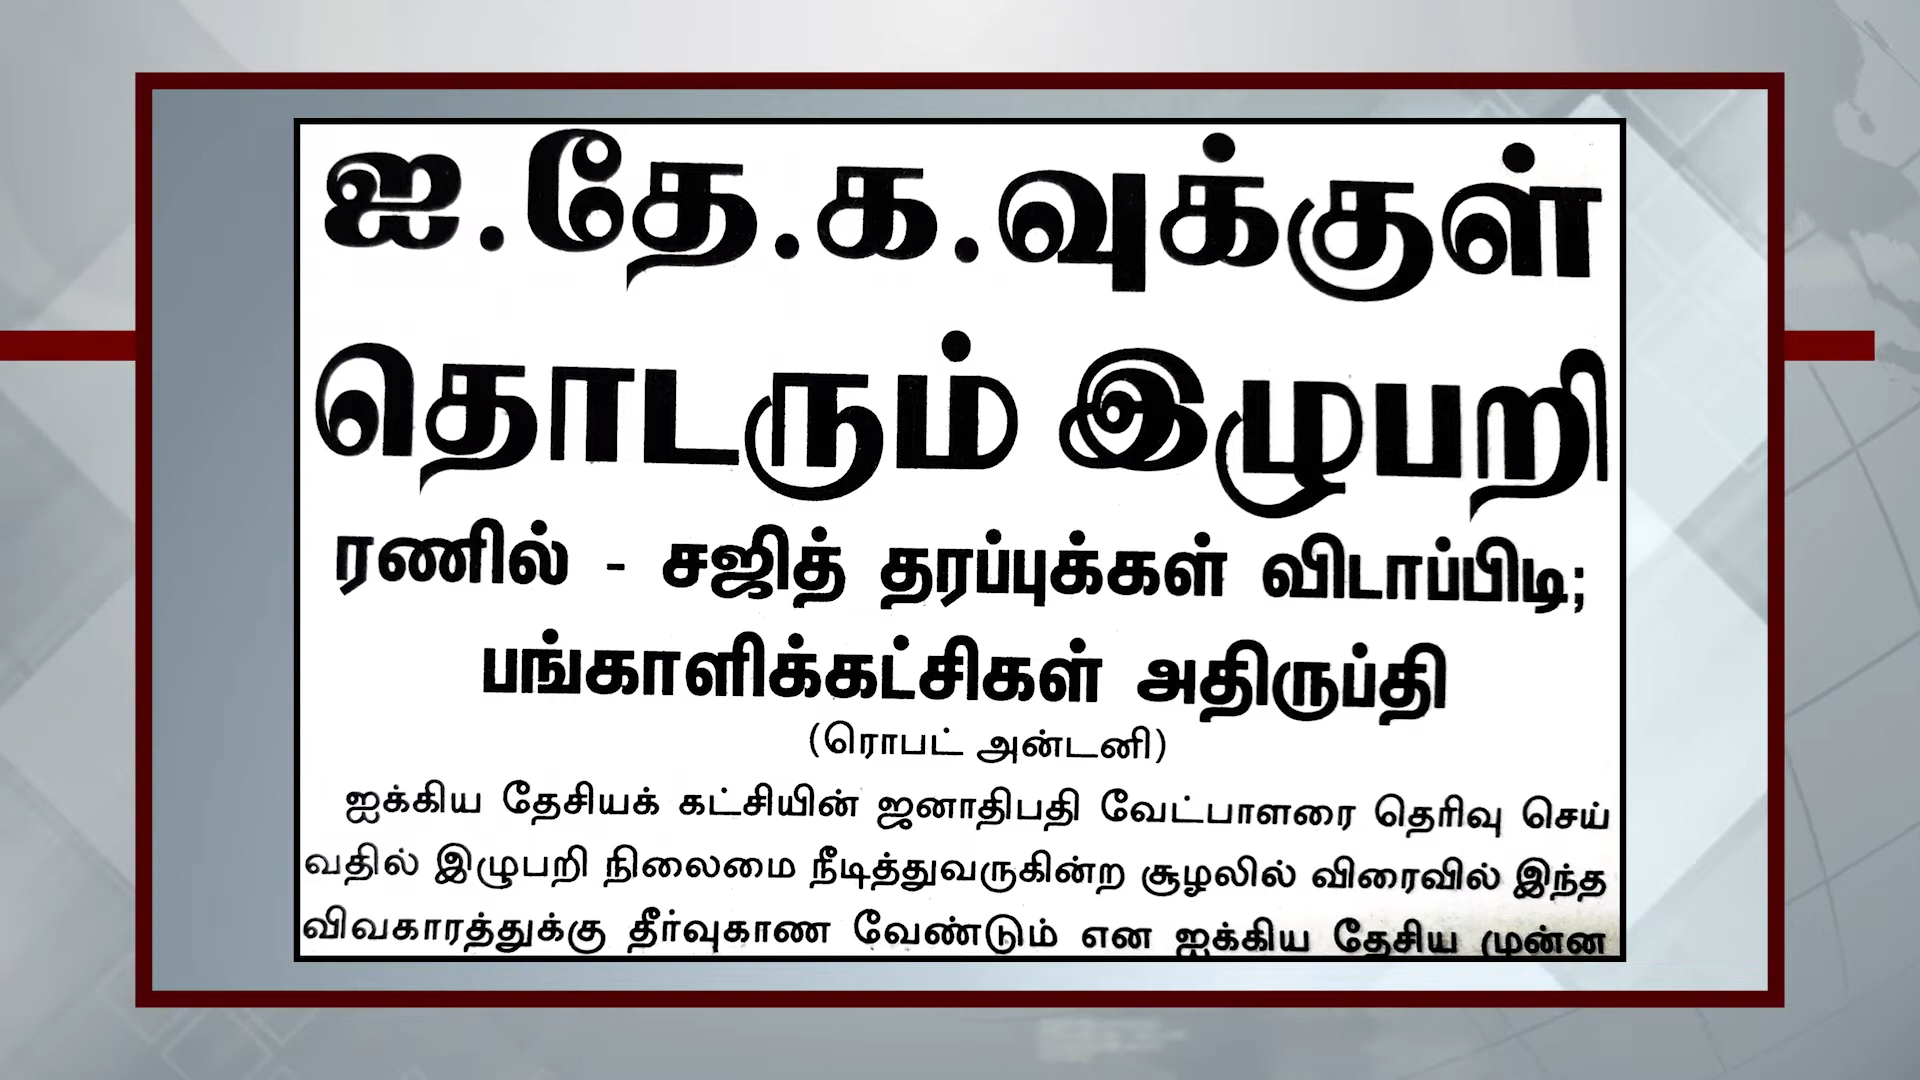 ஐ.தே.க.வுக்குள்
தொடரும் இழுபறி
ரணில் - சஜித் தரப்புக்கள் விடாப்பிடி;
பங்காளிக்கட்சிகள் அதிருப்தி
(ரொபட் அன்டனி)
ஐக்கிய தேசியக் கட்சியின் ஜனாதிபதி வேட்பாளரை தெரிவு செய்
வதில் இழுபறி நிலைமை நீடித்துவருகின்ற சூழலில் விரைவில் இந்த
விவகாரத்துக்கு தீர்வுகாண வேண்டும் என ஐக்கிய தேசிய முன்ன